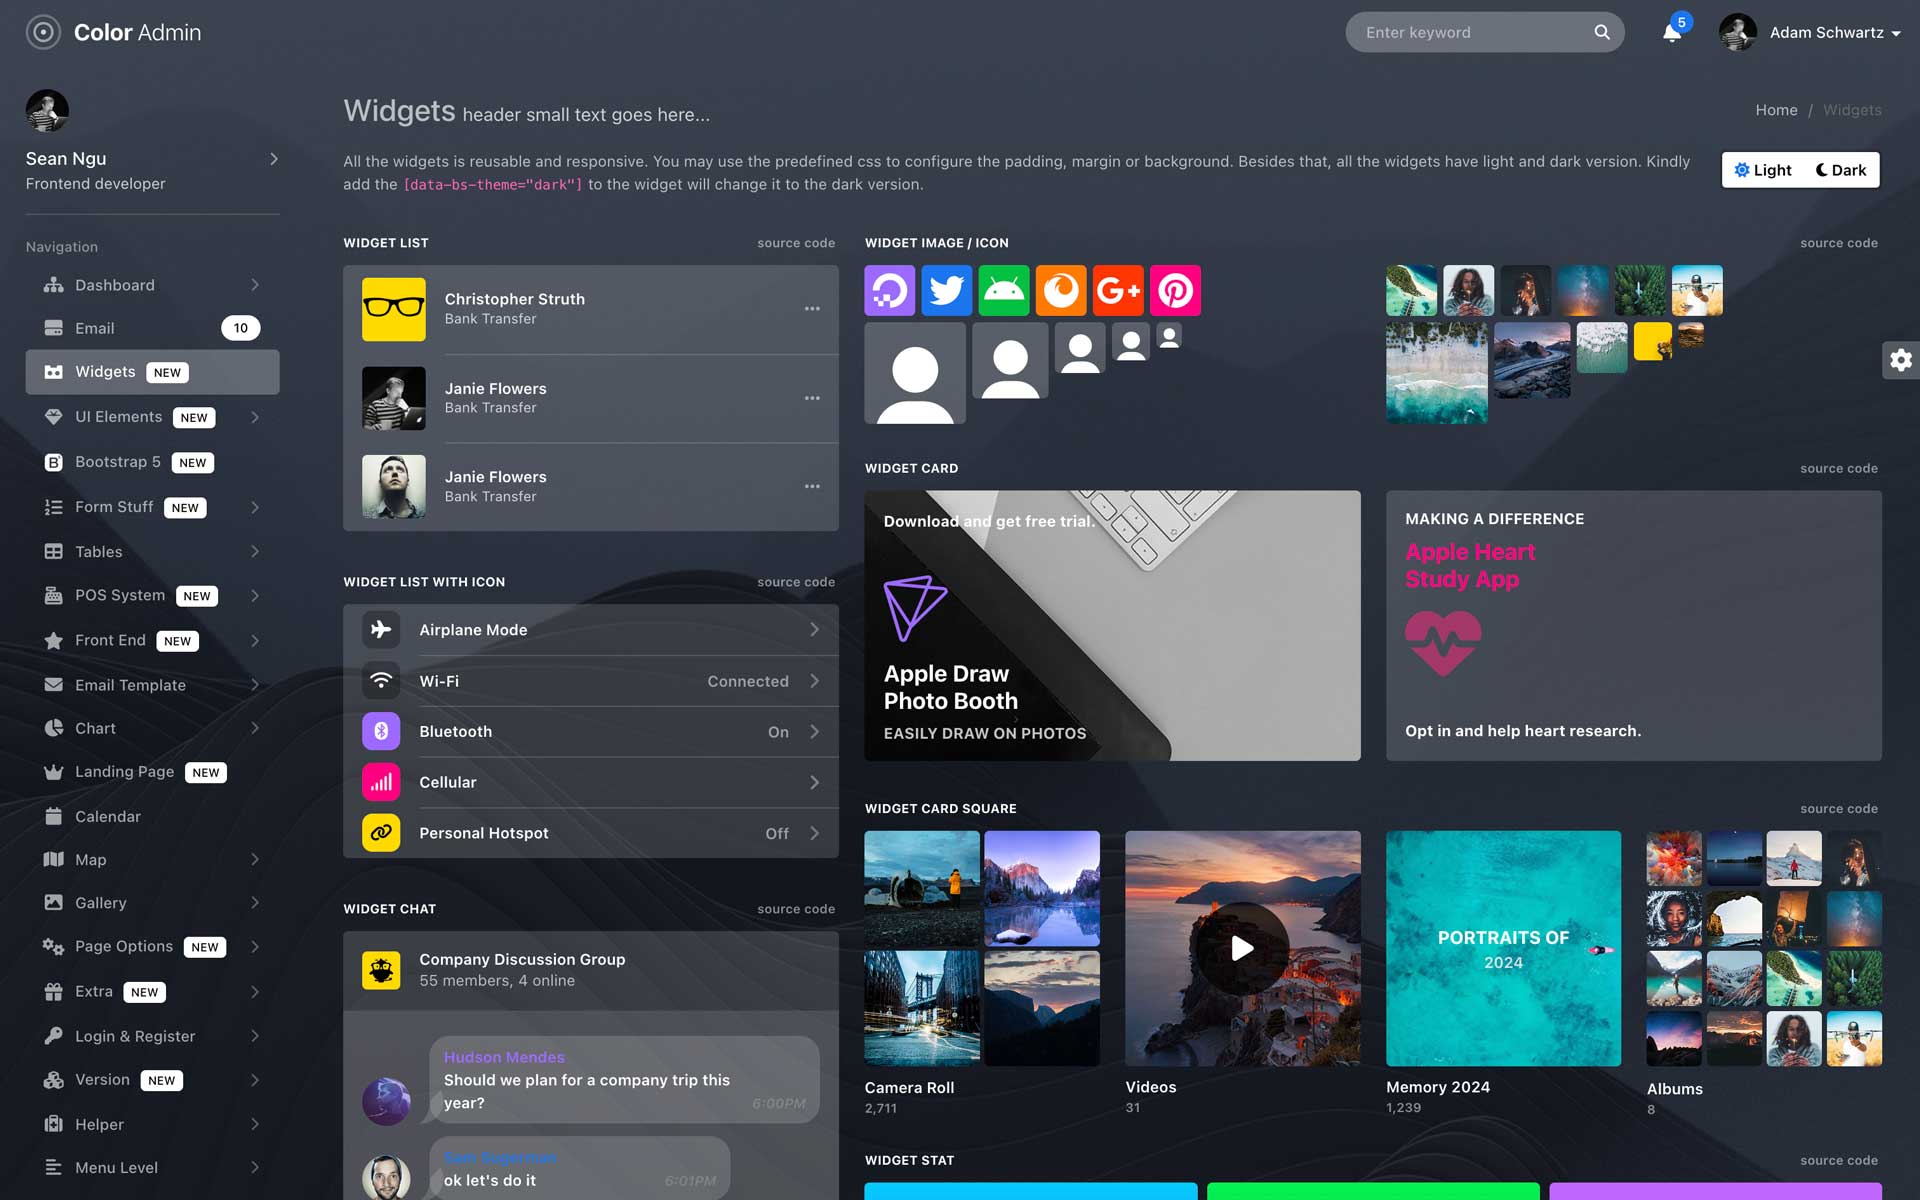 Color Admin
Enter keyword
5
Adam Schwartz
Sean Ngu
Frontend developer
Navigation
Dashboard
Email
10
Widgets
NEW
UI Elements
NEW
Bootstrap 5
NEW
Form Stuff
NEW
Tables
POS System
NEW
Front End
NEW
Email Template
Chart
Landing Page
NEW
Calendar
Map
Gallery
Page Options
NEW
Extra
NEW
Login & Register
Version
NEW
Helper
Menu Level
Widgets header small text goes here...
Home / Widgets
All the widgets is reusable and responsive. You may use the predefined css to configure the padding, margin or background. Besides that, all the widgets have light and dark version. Kindly
add the [data-bs-theme="dark"] to the widget will change it to the dark version.
Light
Dark
WIDGET LIST
source code
Christopher Struth
Bank Transfer
Janie Flowers
Bank Transfer
Janie Flowers
Bank Transfer
WIDGET LIST WITH ICON
source code
Airplane Mode
Wi-Fi
Connected
Bluetooth
On
Cellular
Personal Hotspot
Off
WIDGET CHAT
source code
Company Discussion Group
55 members, 4 online
Hudson Mendes
Should we plan for a company trip this
year?
6:00PM
Sam Sugerman
ok let's do it
6:01PM
WIDGET IMAGE / ICON
source code
G+
WIDGET CARD
source code
Download and get free trial.
Apple Draw
Photo Booth
EASILY DRAW ON PHOTOS
MAKING A DIFFERENCE
Apple Heart
Study App
Opt in and help heart research.
WIDGET CARD SQUARE
source code
Camera Roll
2,711
Videos
31
PORTRAITS OF
2024
Memory 2024
1,239
Albums
8
WIDGET STAT
source code